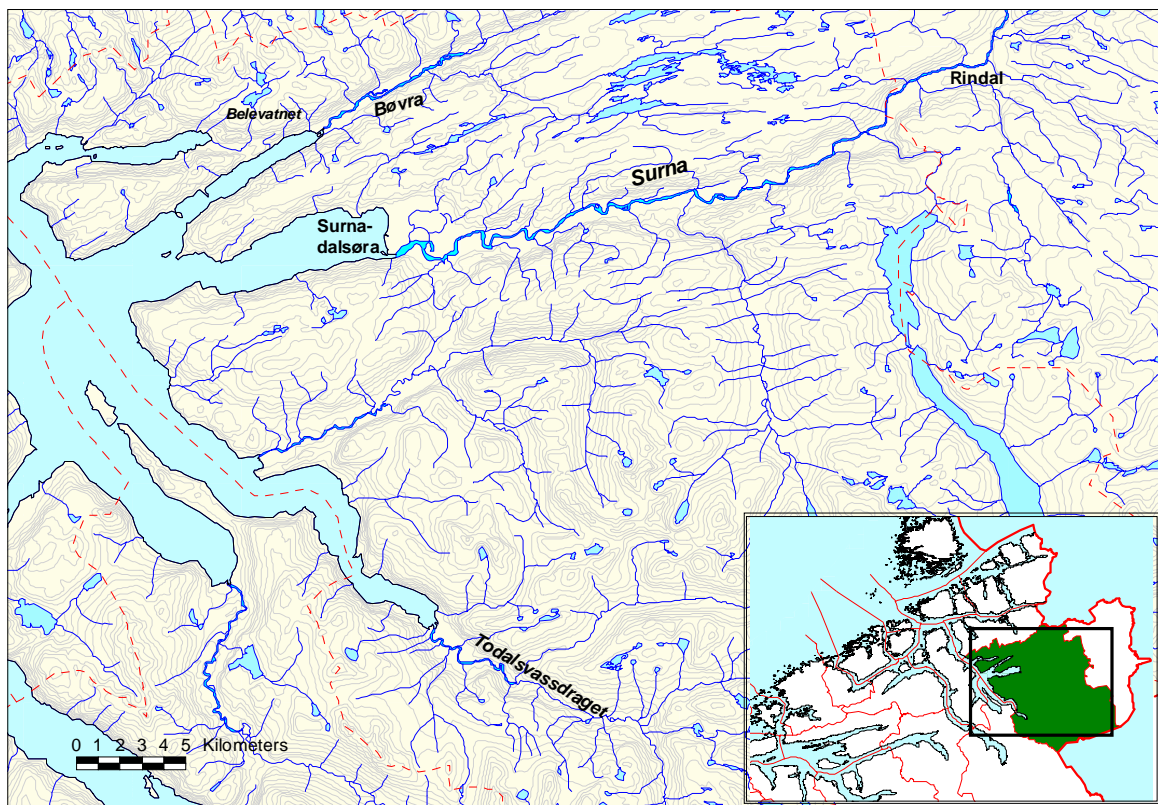 Rindal
Bøvra
Belevatnet
Surna
Surna-
dalsøra
Todalsvassdraget
0 1 2 3 4 5 Kilometers